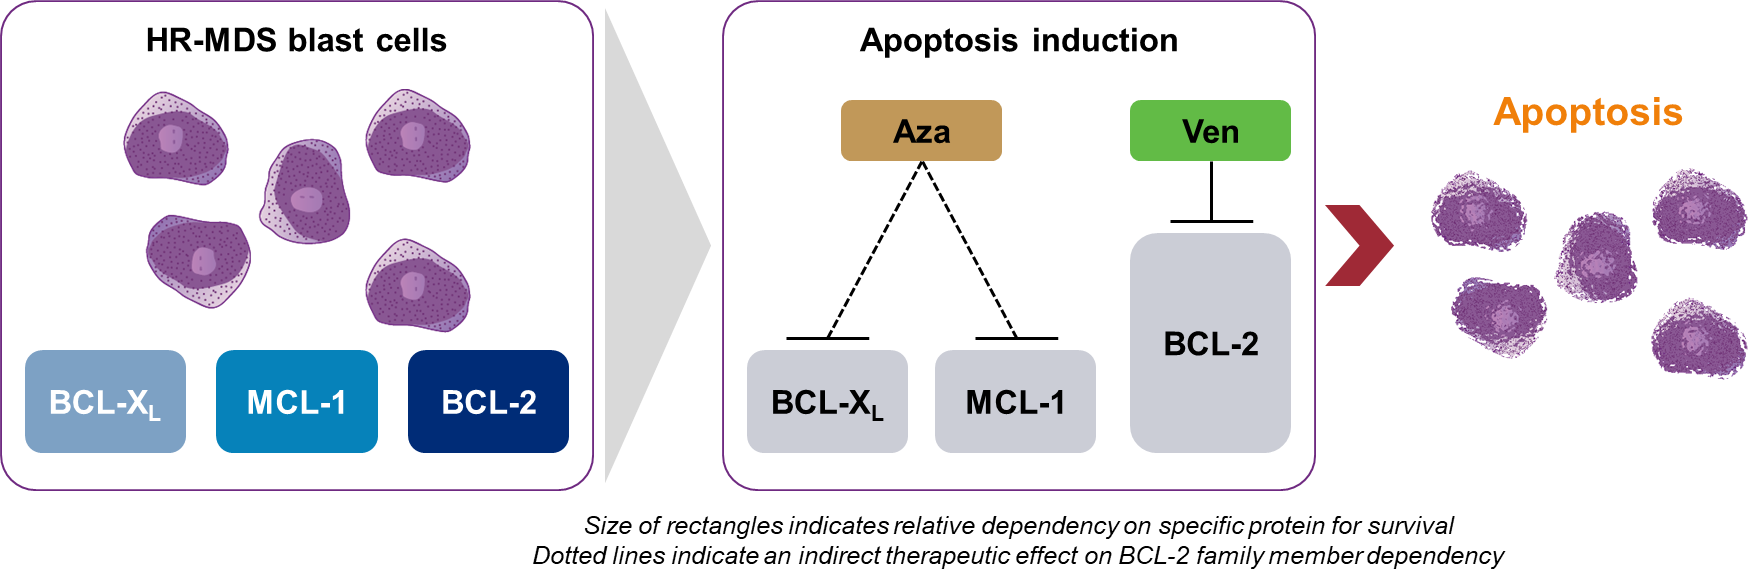 HR-MDS blast cells
BCL-XL
MCL-1
BCL-2
Apoptosis induction
Aza
Ven
BCL-XL
MCL-1
BCL-2
Apoptosis
Size of rectangles indicates relative dependency on specific protein for survival
Dotted lines indicate an indirect therapeutic effect on BCL-2 family member dependency